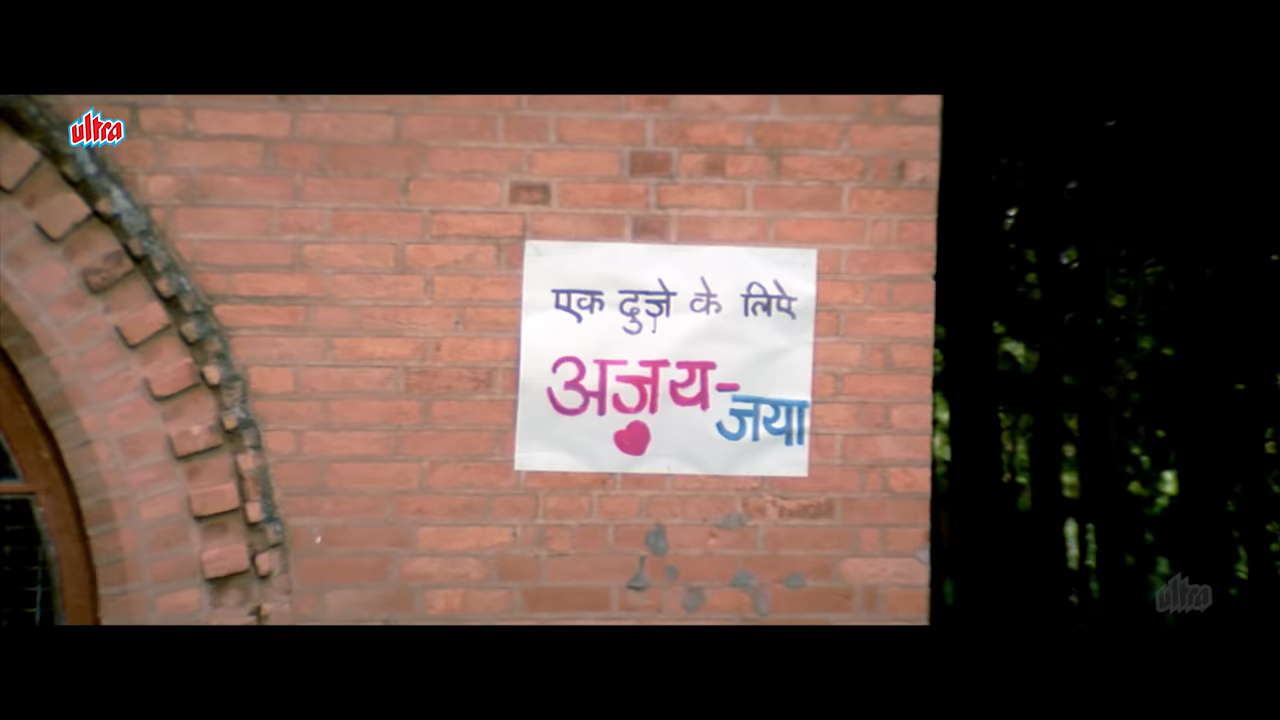 ultra
एक दुज़े के लिऐ
अजय-
जया
ultra